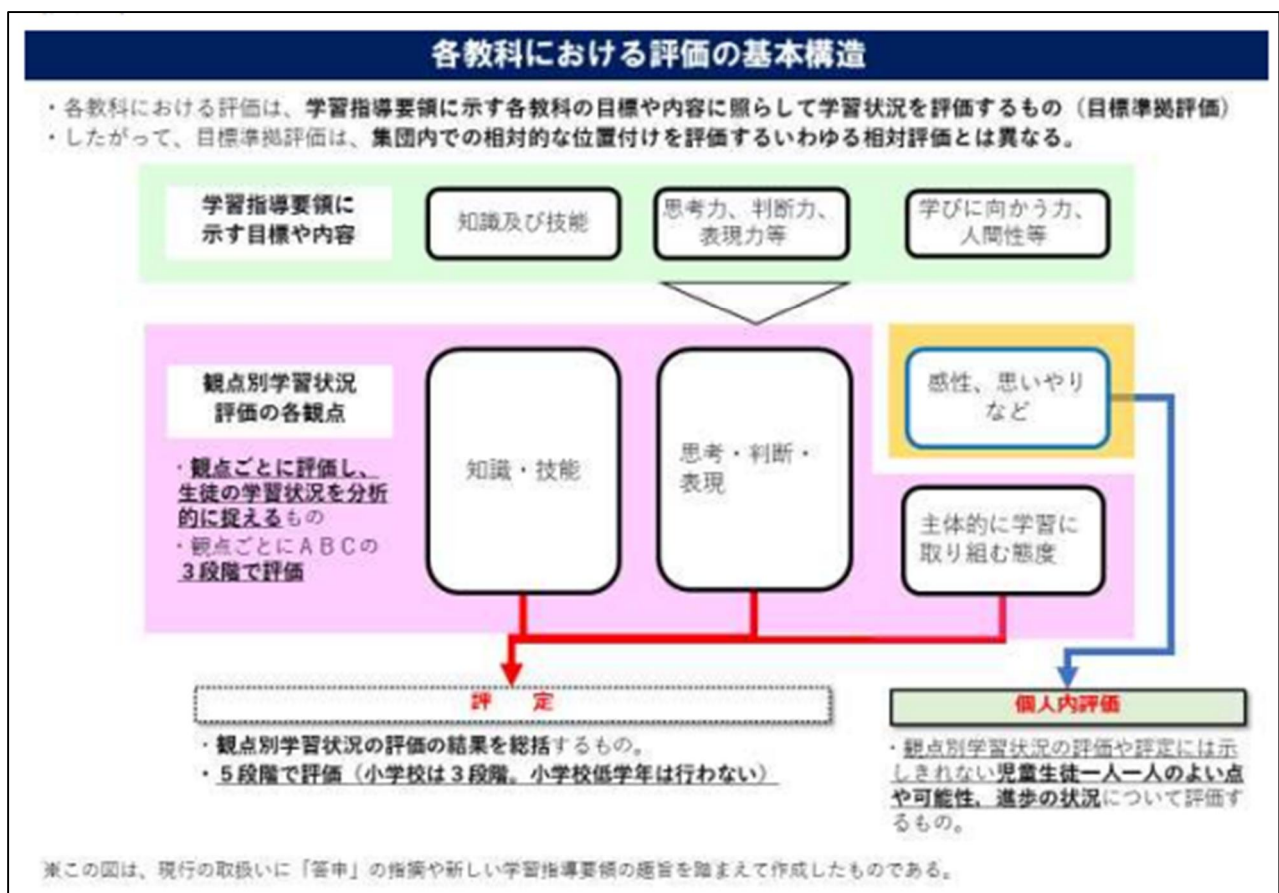 各教科における評価の基本構造
・各教科における評価は、学習指導要領に示す各教科の目標や内容に照らして学習状況を評価するもの（目標準拠評価）
・したがって、目標準拠評価は、集団内での相対的な位置付けを評価するいわゆる相対評価とは異なる。
学習指導要領に
示す目標や内容
知識及び技能
思考力、判断力、
表現力等
学びに向かう力、
人間性等
観点別学習状況
評価の各観点
・観点ごとに評価し、
生徒の学習状況を分析
的に捉えるもの
・観点ごとにＡＢＣの
３段階で評価
知識・技能
思考・判断・
表現
感性、思いやり
など
主体的に学習に
取り組む態度
評　定
・観点別学習状況の評価の結果を総括するもの。
・５段階で評価（小学校は３段階。小学校低学年は行わない）
個人内評価
・観点別学習状況の評価や評定には示
しきれない児童生徒一人一人のよい点
や可能性、進歩の状況について評価す
るもの。
※この図は、現行の取扱いに「答申」の指摘や新しい学習指導要領の趣旨を踏まえて作成したものである。